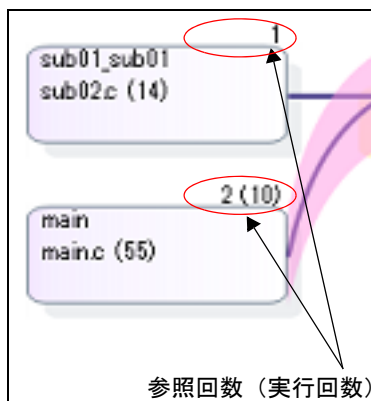 1
sub01_sub01
sub02.c (14)
2 (10)
main
main.c (55)
参照回数（実行回数）